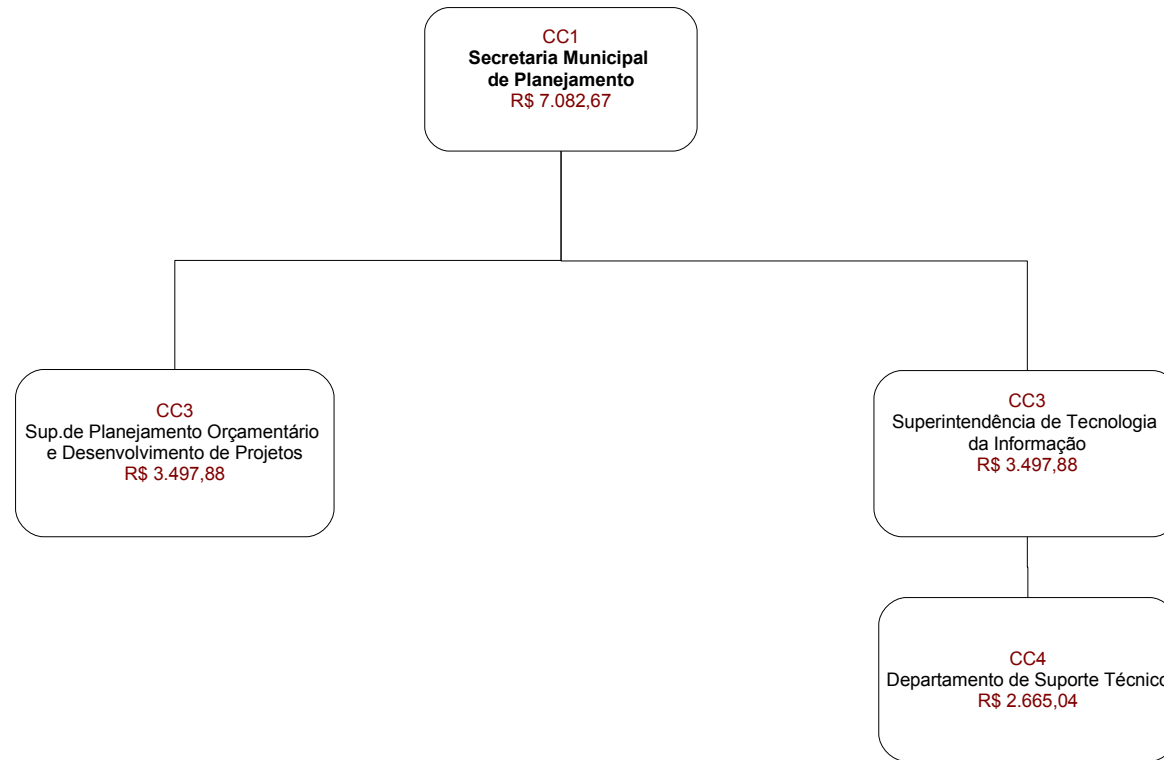 CC1
Secretaria Municipal
de Planejamento
R$ 7.082,67
CC3
Sup.de Planejamento Orçamentário
e Desenvolvimento de Projetos
R$ 3.497,88
CC3
Superintendência de Tecnologia
da Informação
R$ 3.497,88
CC4
Departamento de Suporte Técnico
R$ 2.665,04